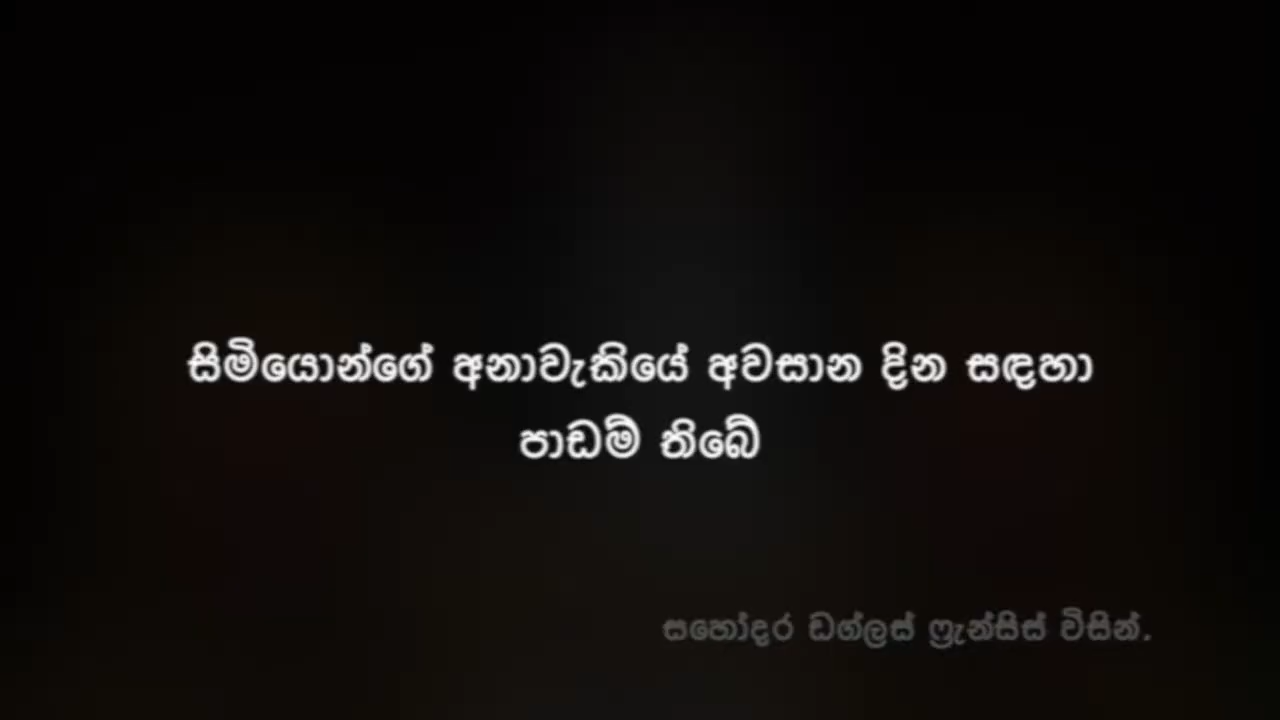 සිමියොන්ගේ අනාවැකියේ අවසාන දින සඳහා
පාඩම් තිබේ
සහෝදර ඩග්ලස් ෆ්‍රැන්සිස් විසින්.